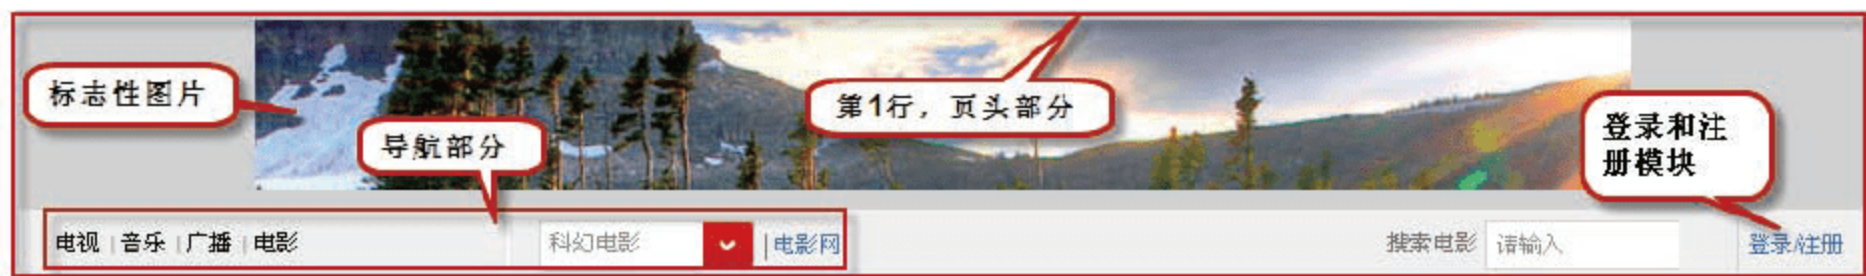 标志性图片
第1行，页头部分
导航部分
登录和注
册模块
电视 | 音乐 | 广播 | 电影 科幻电影 | 电影网 搜索电影 请输入 登录/注册